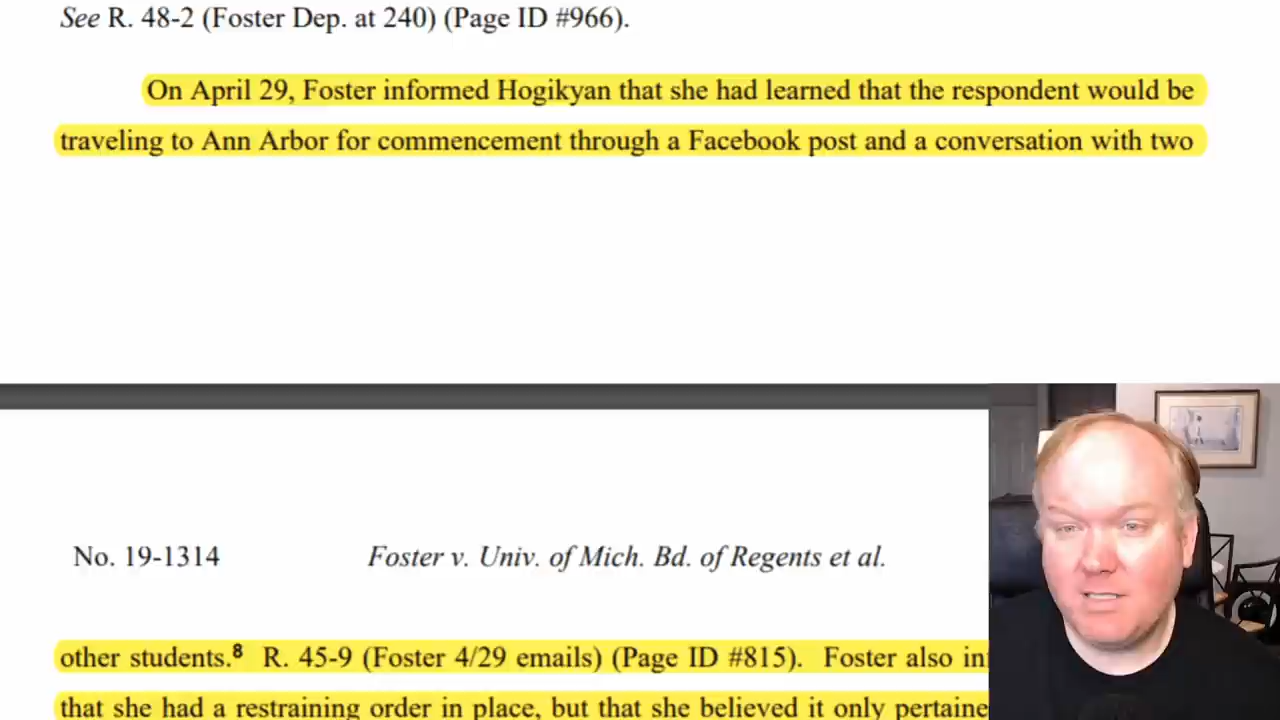 See R. 48-2 (Foster Dep. at 240) (Page ID #966).
On April 29, Foster informed Hogikyan that she had learned that the respondent would be
traveling to Ann Arbor for commencement through a Facebook post and a conversation with two
No. 19-1314 Foster v. Univ. of Mich. Bd. of Regents et al.
other students.8 R. 45-9 (Foster 4/29 emails) (Page ID #815). Foster also
that she had a restraining order in place, but that she believed it only